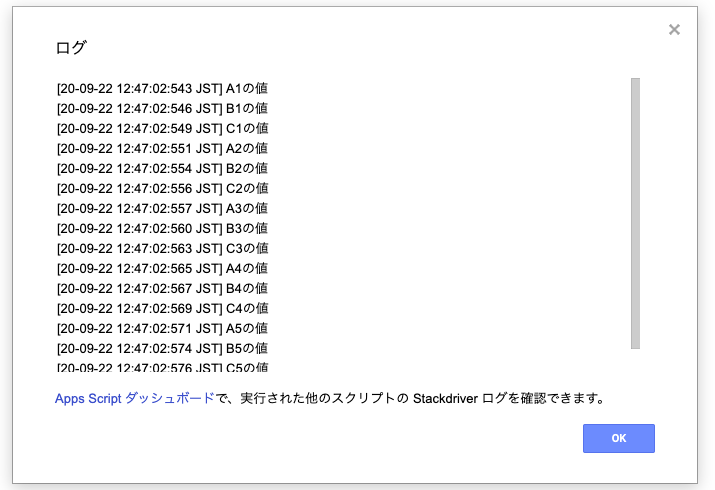 ログ
[20-09-22 12:47:02:543 JST] A1の値
[20-09-22 12:47:02:546 JST] B1の値
[20-09-22 12:47:02:549 JST] C1の値
[20-09-22 12:47:02:551 JST] A2の値
[20-09-22 12:47:02:554 JST] B2の値
[20-09-22 12:47:02:556 JST] C2の値
[20-09-22 12:47:02:557 JST] A3の値
[20-09-22 12:47:02:560 JST] B3の値
[20-09-22 12:47:02:563 JST] C3の値
[20-09-22 12:47:02:565 JST] A4の値
[20-09-22 12:47:02:567 JST] B4の値
[20-09-22 12:47:02:569 JST] C4の値
[20-09-22 12:47:02:571 JST] A5の値
[20-09-22 12:47:02:574 JST] B5の値
[20-09-22 12:47:02:576 JST] C5の値
Apps Script ダッシュボードで、実行された他のスクリプトの Stackdriver ログを確認できます。
OK